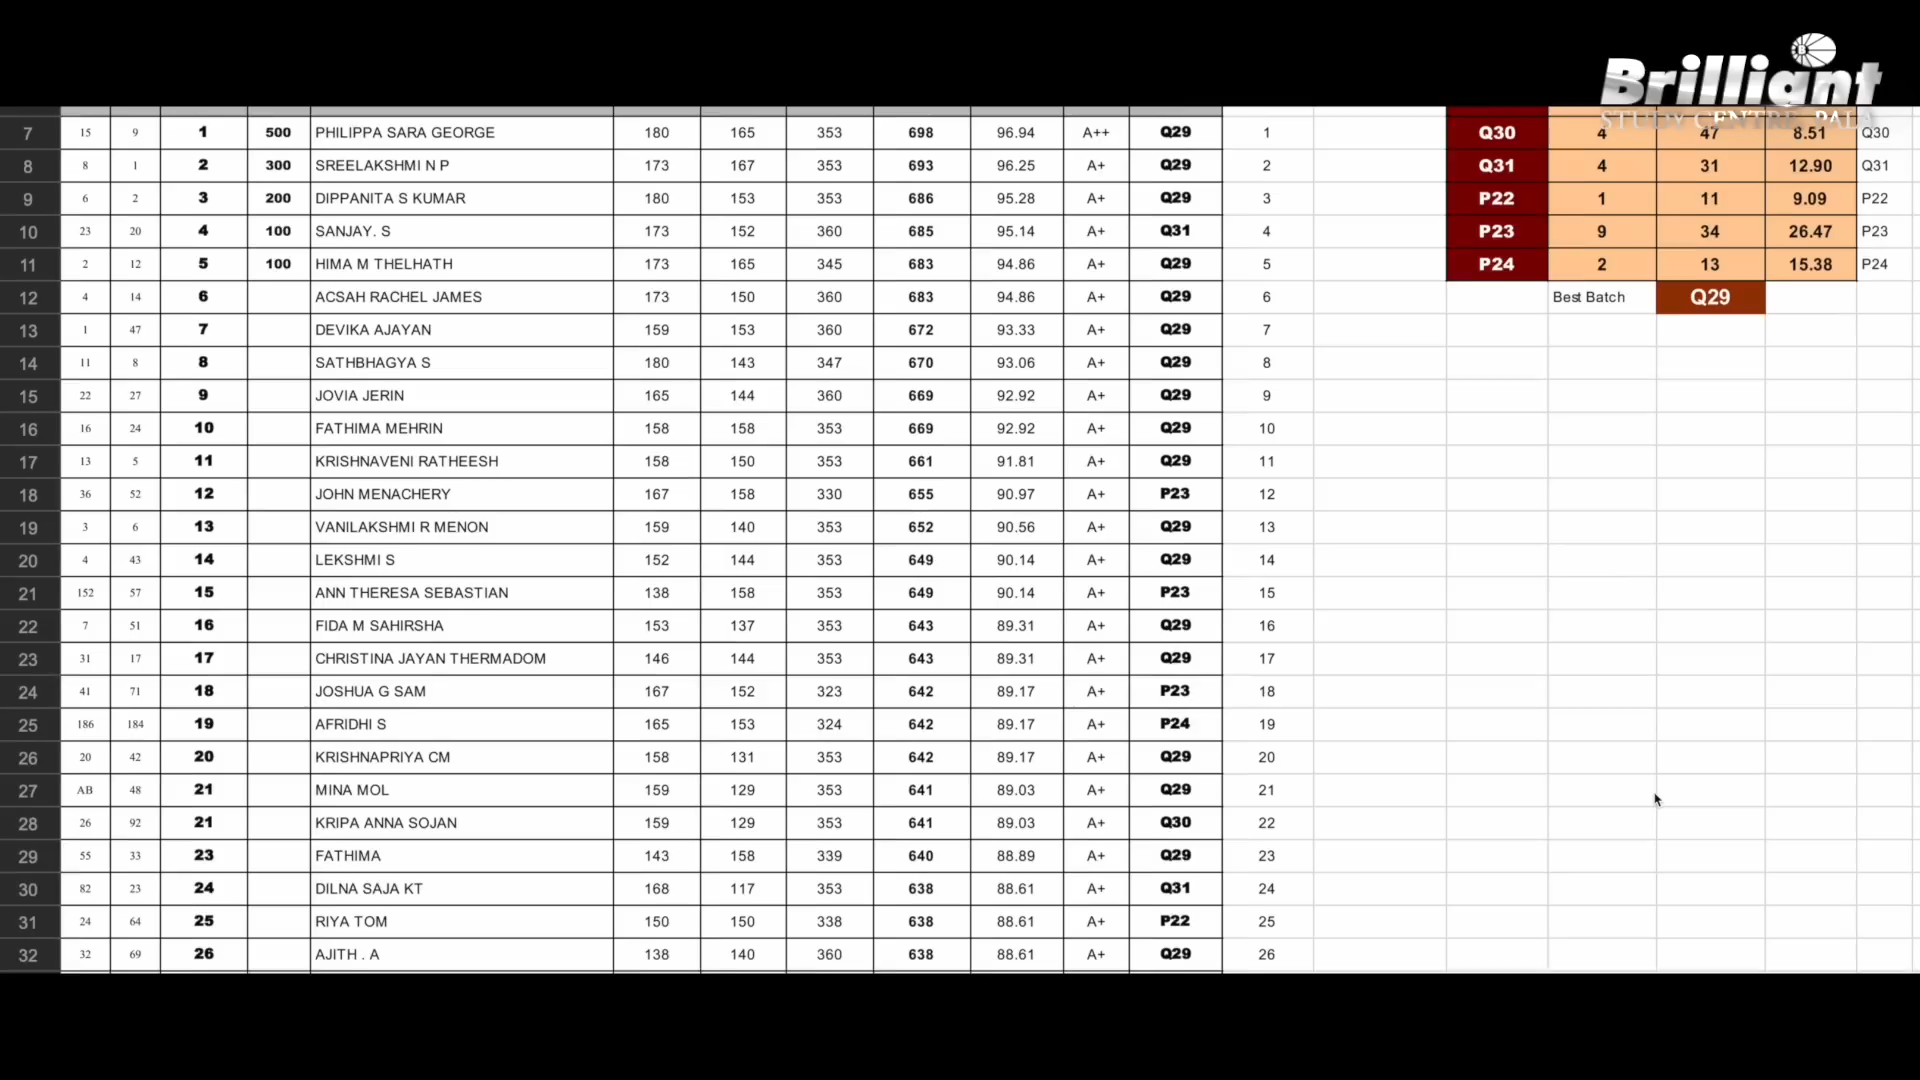 Brilliant
STUDY CENTRE, PALA
7 15 9 1 500 PHILIPPA SARA GEORGE 180 165 353 698 96.94 A++ Q29 1 Q30 4 47 8.51 Q30
8 8 1 2 300 SREELAKSHMI N P 173 167 353 693 96.25 A+ Q29 2 Q31 4 31 12.90 Q31
9 6 2 3 200 DIPPANITA S KUMAR 180 153 353 686 95.28 A+ Q29 3 P22 1 11 9.09 P22
10 23 20 4 100 SANJAY. S 173 152 360 685 95.14 A+ Q31 4 P23 9 34 26.47 P23
11 2 12 5 100 HIMA M THELHATH 173 165 345 683 94.86 A+ Q29 5 P24 2 13 15.38 P24
12 4 14 6 ACSAH RACHEL JAMES 173 150 360 683 94.86 A+ Q29 6 Best Batch Q29
13 1 47 7 DEVIKA AJAYAN 159 153 360 672 93.33 A+ Q29 7
14 11 8 8 SATHBHAGYA S 180 143 347 670 93.06 A+ Q29 8
15 22 27 9 JOVIA JERIN 165 144 360 669 92.92 A+ Q29 9
16 16 24 10 FATHIMA MEHRIN 158 158 353 669 92.92 A+ Q29 10
17 13 5 11 KRISHNAVENI RATHEESH 158 150 353 661 91.81 A+ Q29 11
18 36 52 12 JOHN MENACHERY 167 158 330 655 90.97 A+ P23 12
19 3 6 13 VANILAKSHMI R MENON 159 140 353 652 90.56 A+ Q29 13
20 4 43 14 LEKSHMI S 152 144 353 649 90.14 A+ Q29 14
21 152 57 15 ANN THERESA SEBASTIAN 138 158 353 649 90.14 A+ P23 15
22 7 51 16 FIDA M SAHIRSHA 153 137 353 643 89.31 A+ Q29 16
23 31 17 17 CHRISTINA JAYAN THERMADOM 146 144 353 643 89.31 A+ Q29 17
24 41 71 18 JOSHUA G SAM 167 152 323 642 89.17 A+ P23 18
25 186 184 19 AFRIDHI S 165 153 324 642 89.17 A+ P24 19
26 20 42 20 KRISHNAPRIYA CM 158 131 353 642 89.17 A+ Q29 20
27 AB 48 21 MINA MOL 159 129 353 641 89.03 A+ Q29 21
28 26 92 21 KRIPA ANNA SOJAN 159 129 353 641 89.03 A+ Q30 22
29 55 33 23 FATHIMA 143 158 339 640 88.89 A+ Q29 23
30 82 23 24 DILNA SAJA KT 168 117 353 638 88.61 A+ Q31 24
31 24 64 25 RIYA TOM 150 150 338 638 88.61 A+ P22 25
32 32 69 26 AJITH . A 138 140 360 638 88.61 A+ Q29 26